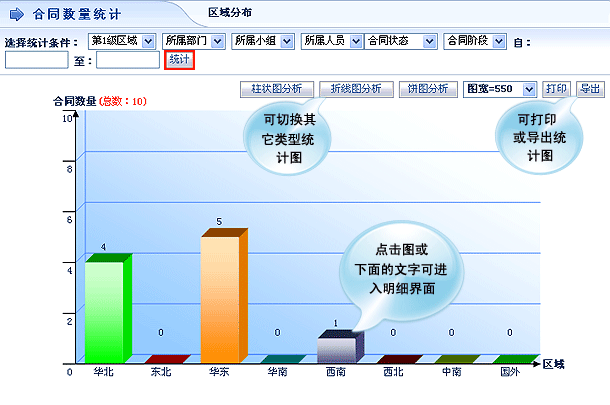 合同数量统计
区域分布
选择统计条件： 第1级区域 所属部门 所属小组 所属人员 合同状态 合同阶段 自：
至： 统计
柱状图分析 折线图分析 饼图分析 图宽=550 打印 导出
合同数量(总数：10)
可切换其
它类型统
计图
可打印
或导出统
计图
10
8
6
4
2
0
4
0
5
0
1
0
0
0
点击图或
下面的文字可进
入明细界面
华北 东北 华东 华南 西南 西北 中南 国外
区域